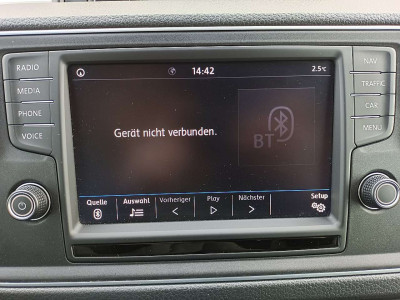 RADIO
MEDIA
PHONE
VOICE
14:42
2.5°C
Gerät nicht verbunden.
BT
Quelle Auswahl Vorheriger Play Nächster Setup
NAV
TRAFFIC
CAR
MENU